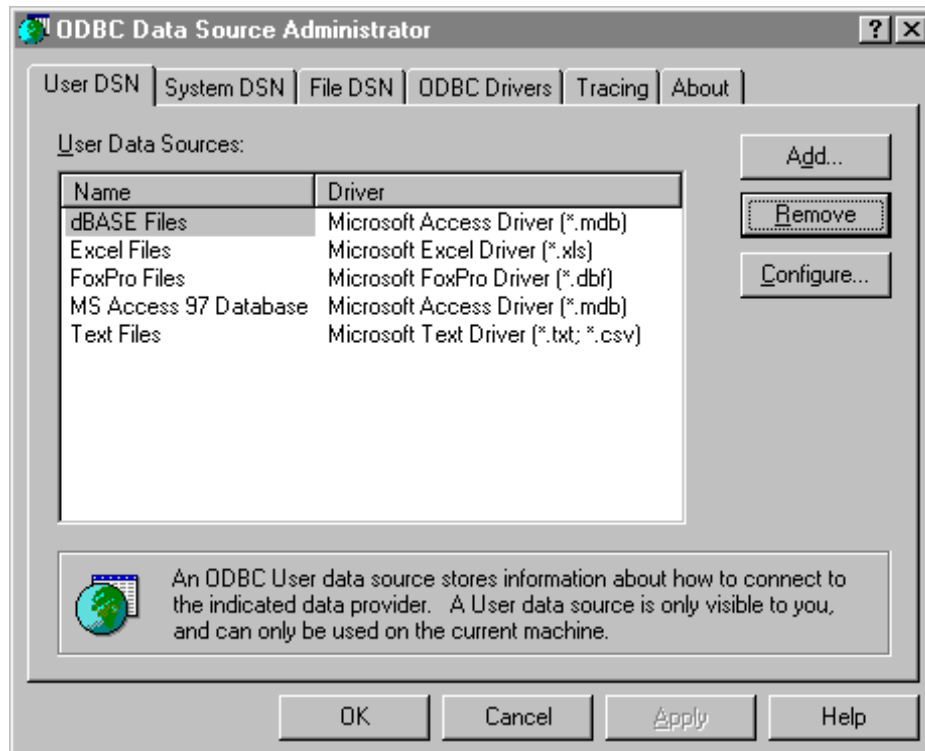 ODBC Data Source Administrator
User DSN System DSN File DSN ODBC Drivers Tracing About
User Data Sources:
Add...
Name Driver
dBASE Files Microsoft Access Driver (*.mdb)
Remove
Excel Files Microsoft Excel Driver (*.xls)
FoxPro Files Microsoft FoxPro Driver (*.dbf)
Configure...
MS Access 97 Database Microsoft Access Driver (*.mdb)
Text Files Microsoft Text Driver (*.txt; *.csv)
An ODBC User data source stores information about how to connect to
the indicated data provider. A User data source is only visible to you,
and can only be used on the current machine.
OK Cancel Apply Help